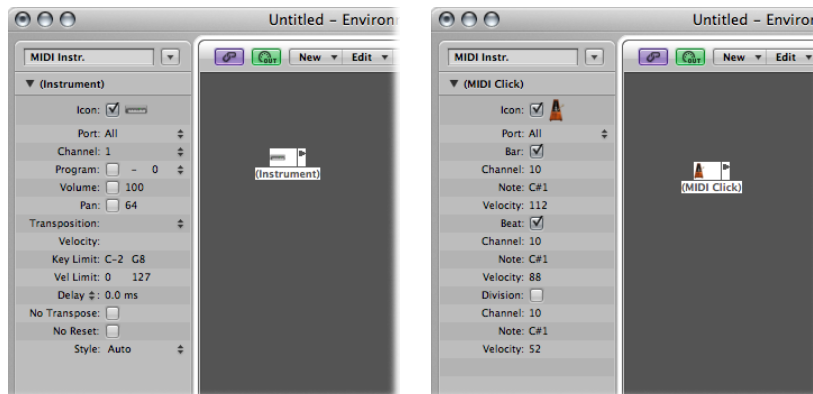 Untitled – Environ
MIDI Instr.
OUT
New
Edit
(Instrument)
Icon:
Port: All
Channel: 1
Program: – 0
Volume: 100
Pan: 64
Transposition:
Velocity:
Key Limit: C-2 G8
Vel Limit: 0 127
Delay : 0.0 ms
No Transpose:
No Reset:
Style: Auto
(Instrument)
Untitled – Enviro
MIDI Instr.
OUT
New
Edit
(MIDI Click)
Icon:
Port: All
Bar:
Channel: 10
Note: C#1
Velocity: 112
Beat:
Channel: 10
Note: C#1
Velocity: 88
Division:
Channel: 10
Note: C#1
Velocity: 52
(MIDI Click)